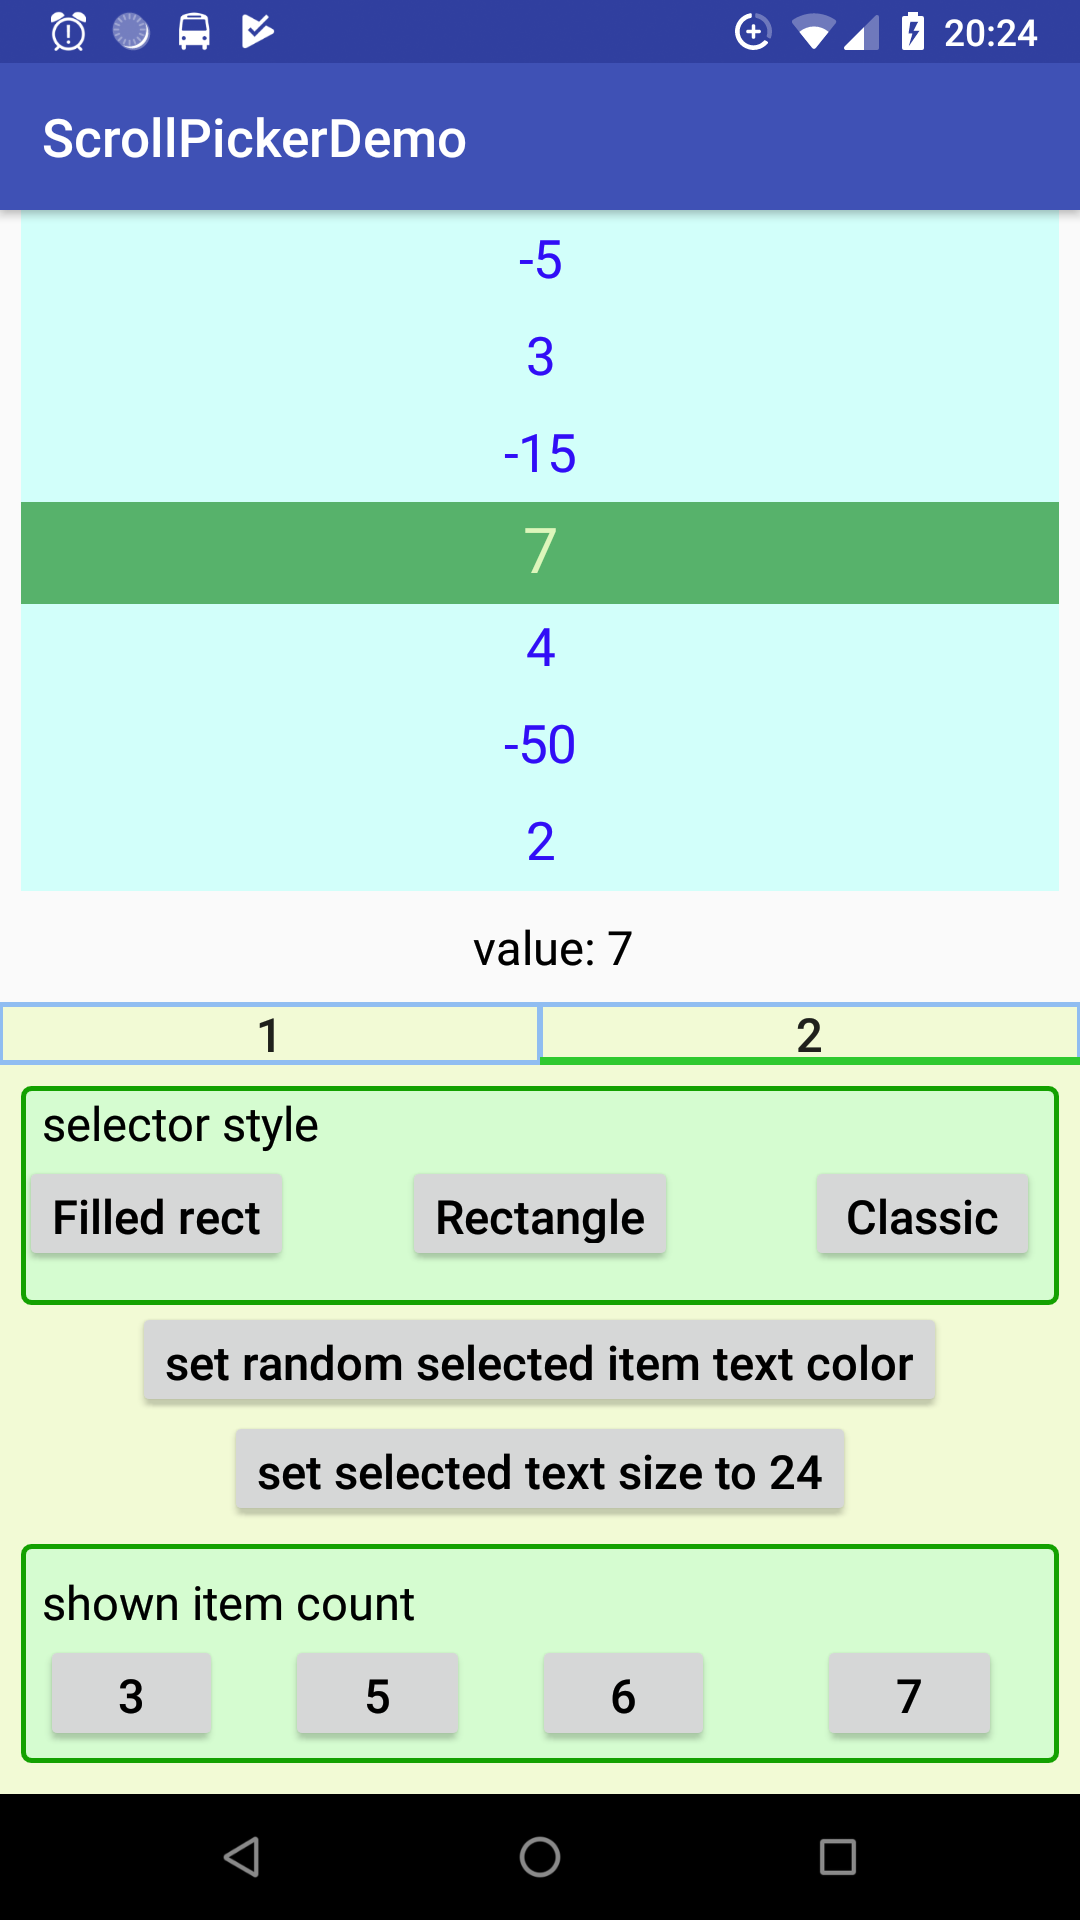 20:24
ScrollPickerDemo
-5
3
-15
7
4
-50
2
value: 7
1 2
selector style
Filled rect Rectangle Classic
set random selected item text color
set selected text size to 24
shown item count
3 5 6 7